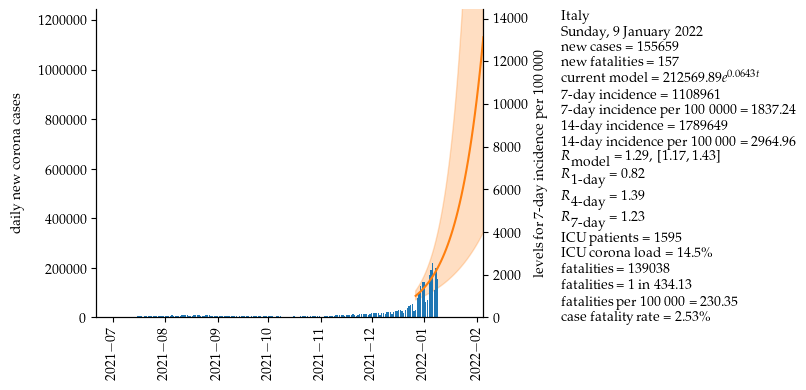 daily new corona cases
1200000
1000000
800000
600000
400000
200000
0
2021−07
2021−08
2021−09
2021−10
2021−11
2021−12
2022−01
2022−02
14000
12000
10000
8000
6000
4000
2000
0
levels for 7-day incidence per 100 000
Italy
Sunday, 9 January 2022
new cases = 155659
new fatalities = 157
current model = 212569.89e^0.0643t
7-day incidence = 1108961
7-day incidence per 100 0000 = 1837.24
14-day incidence = 1789649
14-day incidence per 100 000 = 2964.96
R model = 1.29, [1.17, 1.43]
R 1-day = 0.82
R 4-day = 1.39
R 7-day = 1.23
ICU patients = 1595
ICU corona load = 14.5%
fatalities = 139038
fatalities = 1 in 434.13
fatalities per 100 000 = 230.35
case fatality rate = 2.53%